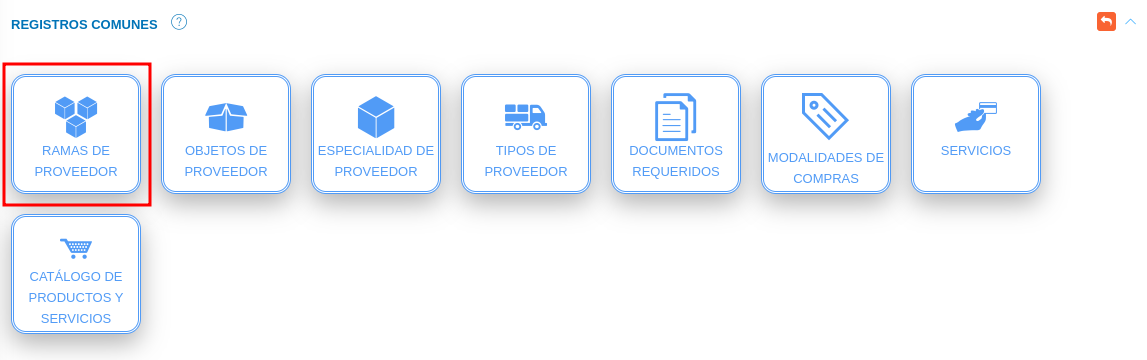 REGISTROS COMUNES ?
RAMAS DE
PROVEEDOR
OBJETOS DE
PROVEEDOR
ESPECIALIDAD DE
PROVEEDOR
TIPOS DE
PROVEEDOR
DOCUMENTOS
REQUERIDOS
MODALIDADES DE
COMPRAS
SERVICIOS
CATÁLOGO DE
PRODUCTOS Y
SERVICIOS